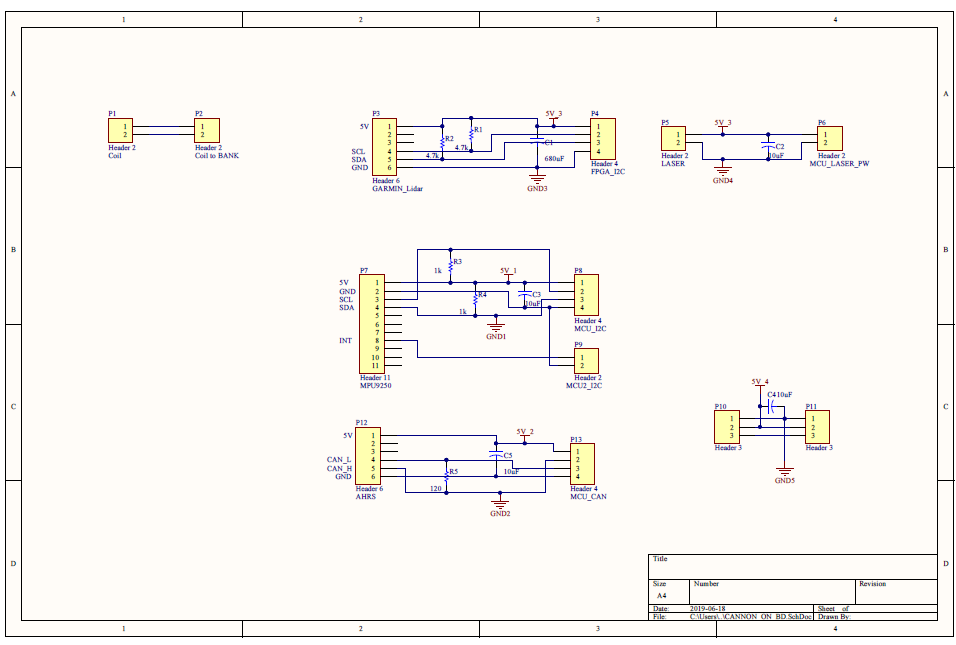 1 2 3 4
A A
P1 P2
1 1
2 2
Header 2 Header 2
Coil Coil to BANK
P3 5V_3 P4
5V 1 1
2 R2 R1 2
3 C1 3
SCL 4 4.7k 4
SDA 5 4.7k 680uF
GND 6 Header 4
Header 6 FPGA_I2C
GARMIN_Lidar GND3
P5 5V_3 P6
1 1
2 C2 2
Header 2 10uF Header 2
LASER MCU_LASER_PW
GND4
B B
P7 R3 5V_1 P8
5V 1 1k 1
GND 2 R4 C3 2
SCL 3 10uF 3
SDA 4 1k 4
5 Header 4
6 GND1 MCU_I2C
7
INT 8 P9
9 1
10 2
11 Header 2
Header 11 MCU2_I2C
MPU9250
C C
5V_4
C4 10uF
P10 P11
1 1
2 2
3 3
Header 3 Header 3
GND5
P12 5V_2 P13
5V 1 1
2 C5 2
3 3
CAN_L 4 4
CAN_H 5 R5 10uF
GND 6 120
Header 6 Header 4
AHRS MCU_CAN
GND2
D D
Title
Size Number Revision
A4
Date: 2019-06-18 Sheet of
File: C:\Users\..\CANNON_ON_BD.SchDoc Drawn By:
1 2 3 4